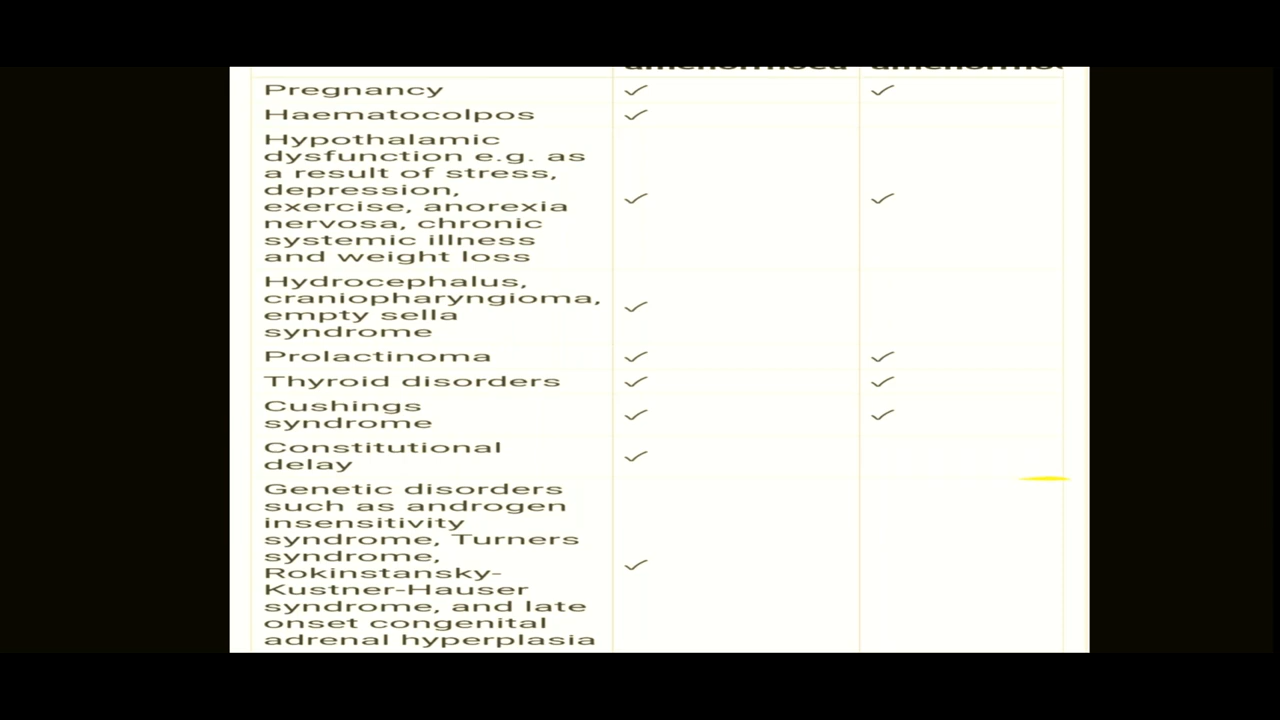 amenorrhoea
Pregnancy ✓ ✓
Haematocolpos ✓
Hypothalamic
dysfunction e.g. as
a result of stress,
depression,
exercise, anorexia ✓ ✓
nervosa, chronic
systemic illness
and weight loss
Hydrocephalus,
craniopharyngioma, ✓
empty sella
syndrome
Prolactinoma ✓ ✓
Thyroid disorders ✓ ✓
Cushings ✓ ✓
syndrome
Constitutional ✓
delay
Genetic disorders
such as androgen
insensitivity
syndrome, Turners
syndrome,
Rokinstansky- ✓
Kustner-Hauser
syndrome, and late
onset congenital
adrenal hyperplasia